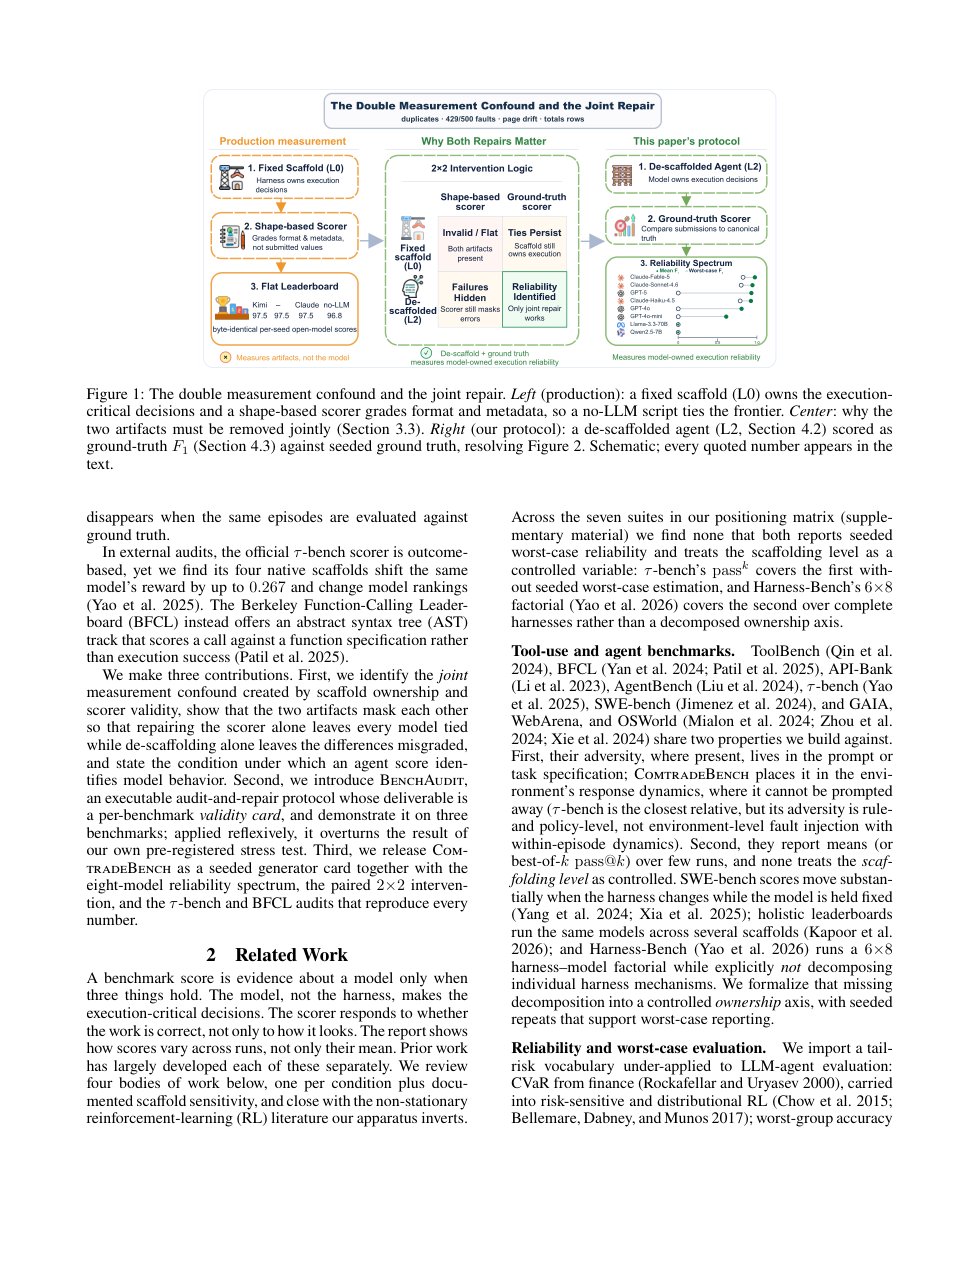 The Double Measurement Confound and the Joint Repair
duplicates · 429/500 faults · page drift · totals rows
Production measurement
1. Fixed Scaffold (L0)
Harness owns execution
decisions
2. Shape-based Scorer
Grades format & metadata,
not submitted values
3. Flat Leaderboard
Kimi – Claude no-LLM
97.5 97.5 97.5 96.8
byte-identical per-seed open-model scores
Measures artifacts, not the model
Why Both Repairs Matter
2×2 Intervention Logic
Shape-based
scorer
Ground-truth
scorer
Fixed
scaffold
(L0)
Invalid / Flat
Both artifacts
present
Ties Persist
Scaffold still
owns execution
De-
scaffolded
(L2)
Failures
Hidden
Scorer still masks
errors
Reliability
Identified
Only joint repair
works
De-scaffold + ground truth
measures model-owned execution reliability
This paper's protocol
1. De-scaffolded Agent (L2)
Model owns execution decisions
2. Ground-truth Scorer
Compare submissions to canonical
truth
3. Reliability Spectrum
Mean F₁ Worst-case F₁
Claude-Fable-5
Claude-Sonnet-4.6
GPT-5
Claude-Haiku-4.5
GPT-4o
GPT-4o-mini
Llama-3.3-70B
Qwen2.5-7B
Measures model-owned execution reliability
Figure 1: The double measurement confound and the joint repair. Left (production): a fixed scaffold (L0) owns the execution-
critical decisions and a shape-based scorer grades format and metadata, so a no-LLM script ties the frontier. Center: why the
two artifacts must be removed jointly (Section 3.3). Right (our protocol): a de-scaffolded agent (L2, Section 4.2) scored as
ground-truth F₁ (Section 4.3) against seeded ground truth, resolving Figure 2. Schematic; every quoted number appears in the
text.
disappears when the same episodes are evaluated against
ground truth.
In external audits, the official τ-bench scorer is outcome-
based, yet we find its four native scaffolds shift the same
model's reward by up to 0.267 and change model rankings
(Yao et al. 2025). The Berkeley Function-Calling Leader-
board (BFCL) instead offers an abstract syntax tree (AST)
track that scores a call against a function specification rather
than execution success (Patil et al. 2025).
We make three contributions. First, we identify the joint
measurement confound created by scaffold ownership and
scorer validity, show that the two artifacts mask each other
so that repairing the scorer alone leaves every model tied
while de-scaffolding alone leaves the differences misgraded,
and state the condition under which an agent score iden-
tifies model behavior. Second, we introduce BENCHAUDIT,
an executable audit-and-repair protocol whose deliverable is
a per-benchmark validity card, and demonstrate it on three
benchmarks; applied reflexively, it overturns the result of
our own pre-registered stress test. Third, we release COM-
TRADEBENCH as a seeded generator card together with the
eight-model reliability spectrum, the paired 2×2 interven-
tion, and the τ-bench and BFCL audits that reproduce every
number.
2 Related Work
A benchmark score is evidence about a model only when
three things hold. The model, not the harness, makes the
execution-critical decisions. The scorer responds to whether
the work is correct, not only to how it looks. The report shows
how scores vary across runs, not only their mean. Prior work
has largely developed each of these separately. We review
four bodies of work below, one per condition plus docu-
mented scaffold sensitivity, and close with the non-stationary
reinforcement-learning (RL) literature our apparatus inverts.
Across the seven suites in our positioning matrix (supple-
mentary material) we find none that both reports seeded
worst-case reliability and treats the scaffolding level as a
controlled variable: τ-bench's pass^k covers the first with-
out seeded worst-case estimation, and Harness-Bench's 6×8
factorial (Yao et al. 2026) covers the second over complete
harnesses rather than a decomposed ownership axis.
Tool-use and agent benchmarks. ToolBench (Qin et al.
2024), BFCL (Yan et al. 2024; Patil et al. 2025), API-Bank
(Li et al. 2023), AgentBench (Liu et al. 2024), τ-bench (Yao
et al. 2025), SWE-bench (Jimenez et al. 2024), and GAIA,
WebArena, and OSWorld (Mialon et al. 2024; Zhou et al.
2024; Xie et al. 2024) share two properties we build against.
First, their adversity, where present, lives in the prompt or
task specification; COMTRADEBENCH places it in the envi-
ronment's response dynamics, where it cannot be prompted
away (τ-bench is the closest relative, but its adversity is rule-
and policy-level, not environment-level fault injection with
within-episode dynamics). Second, they report means (or
best-of-k pass@k) over few runs, and none treats the scaf-
folding level as controlled. SWE-bench scores move substan-
tially when the harness changes while the model is held fixed
(Yang et al. 2024; Xia et al. 2025); holistic leaderboards
run the same models across several scaffolds (Kapoor et al.
2026); and Harness-Bench (Yao et al. 2026) runs a 6×8
harness–model factorial while explicitly not decomposing
individual harness mechanisms. We formalize that missing
decomposition into a controlled ownership axis, with seeded
repeats that support worst-case reporting.
Reliability and worst-case evaluation. We import a tail-
risk vocabulary under-applied to LLM-agent evaluation:
CVaR from finance (Rockafellar and Uryasev 2000), carried
into risk-sensitive and distributional RL (Chow et al. 2015;
Bellemare, Dabney, and Munos 2017); worst-group accuracy